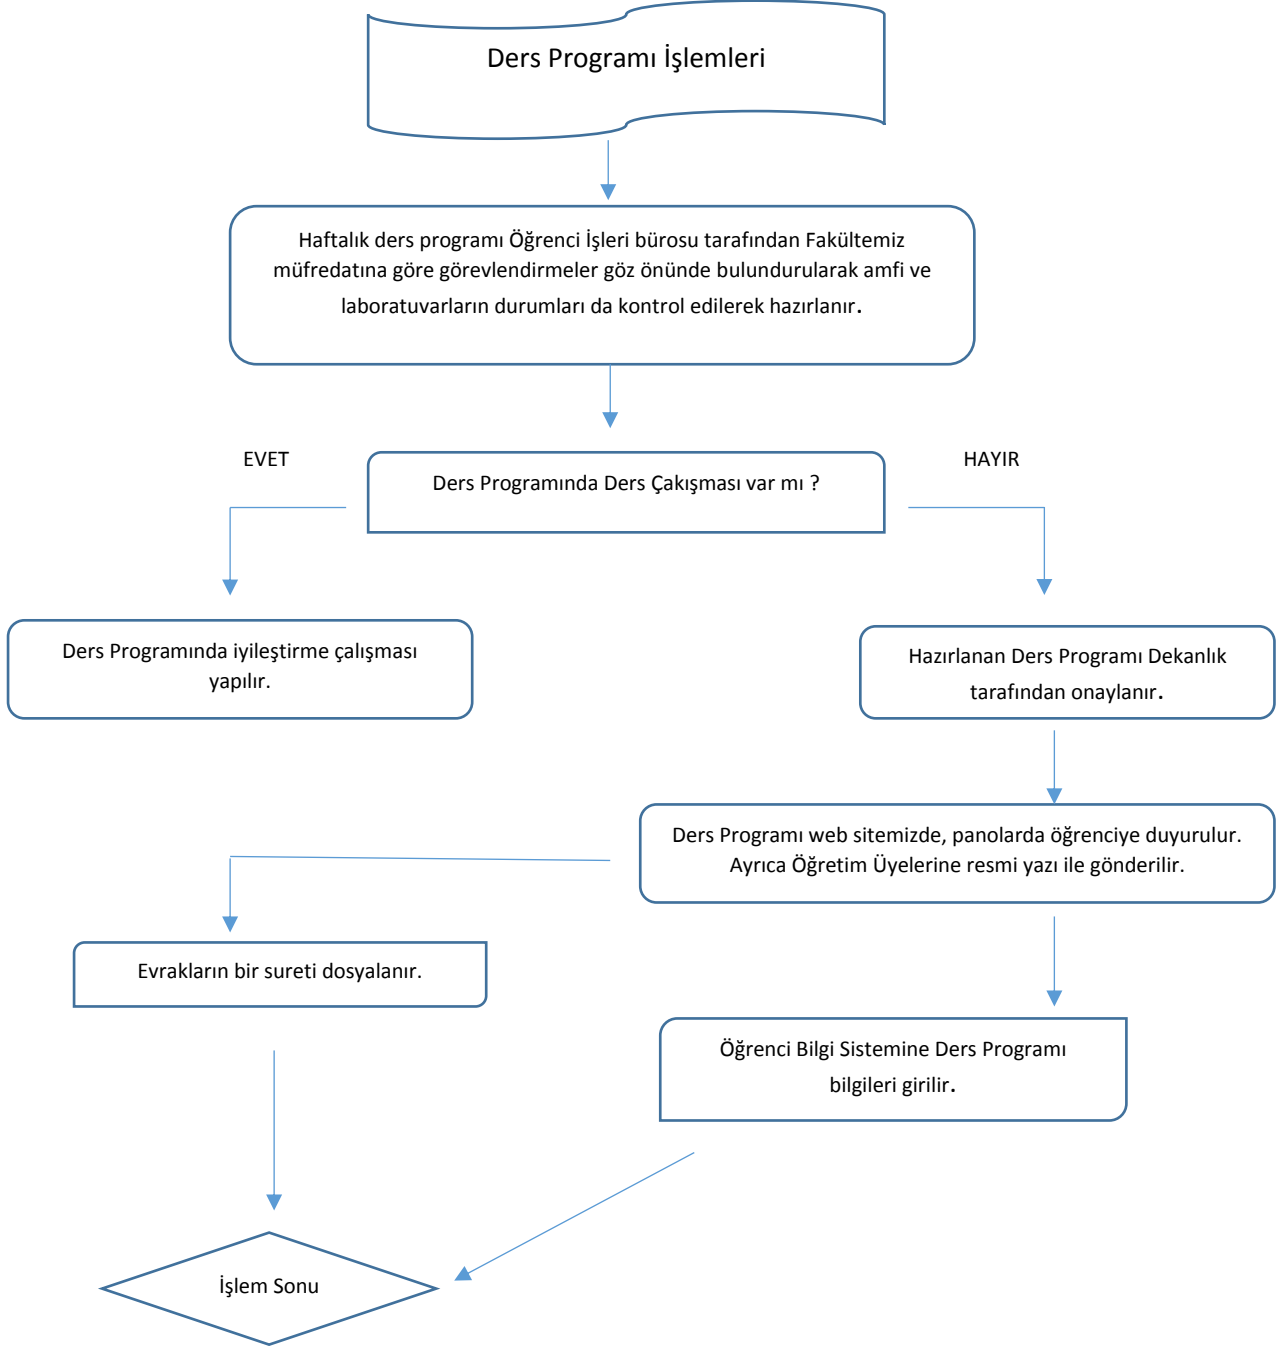 Ders Programı İşlemleri
Haftalık ders programı Öğrenci İşleri bürosu tarafından Fakültemiz
müfredatına göre görevlendirmeler göz önünde bulundurularak amfi ve
laboratuvarların durumları da kontrol edilerek hazırlanır.
EVET
HAYIR
Ders Programında Ders Çakışması var mı ?
Ders Programında iyileştirme çalışması
yapılır.
Hazırlanan Ders Programı Dekanlık
tarafından onaylanır.
Ders Programı web sitemizde, panolarda öğrenciye duyurulur.
Ayrıca Öğretim Üyelerine resmi yazı ile gönderilir.
Evrakların bir sureti dosyalanır.
Öğrenci Bilgi Sistemine Ders Programı
bilgileri girilir.
İşlem Sonu